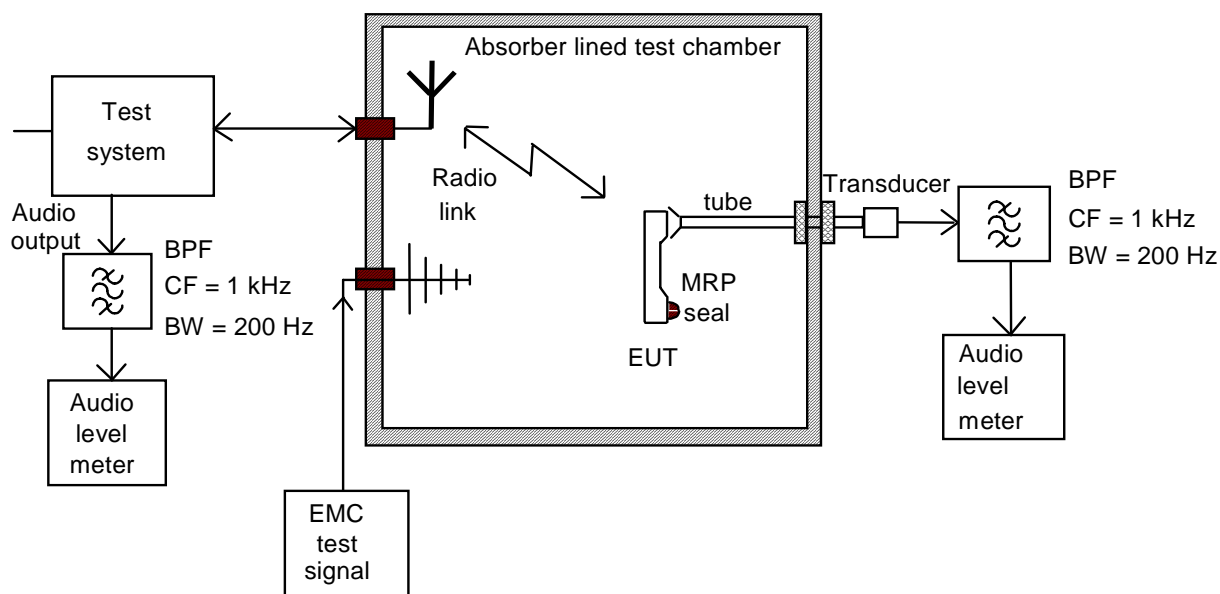 Absorber lined test chamber
Test
system
Audio
output
BPF
CF = 1 kHz
BW = 200 Hz
Audio
level
meter
Radio
link
EMC
test
signal
tube
MRP
seal
EUT
Transducer
BPF
CF = 1 kHz
BW = 200 Hz
Audio
level
meter